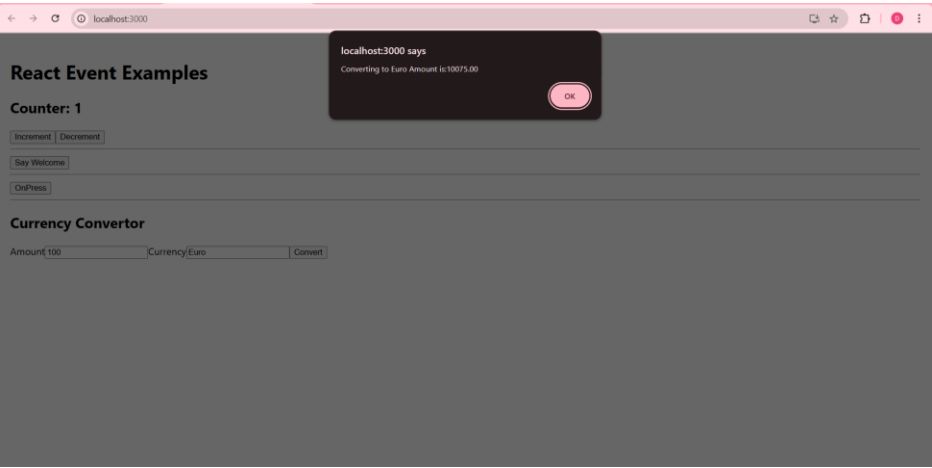 localhost:3000
D
localhost:3000 says
Converting to Euro Amount is:10075.00
OK
React Event Examples
Counter: 1
Increment Decrement
Say Welcome
OnPress
Currency Convertor
Amount 100 Currency Euro Convert